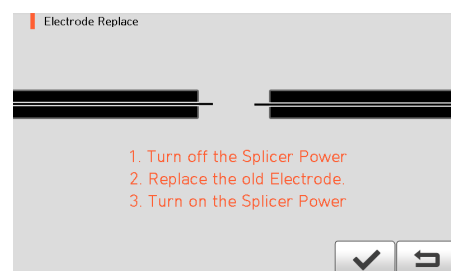 Electrode Replace
1. Turn off the Splicer Power
2. Replace the old Electrode.
3. Turn on the Splicer Power